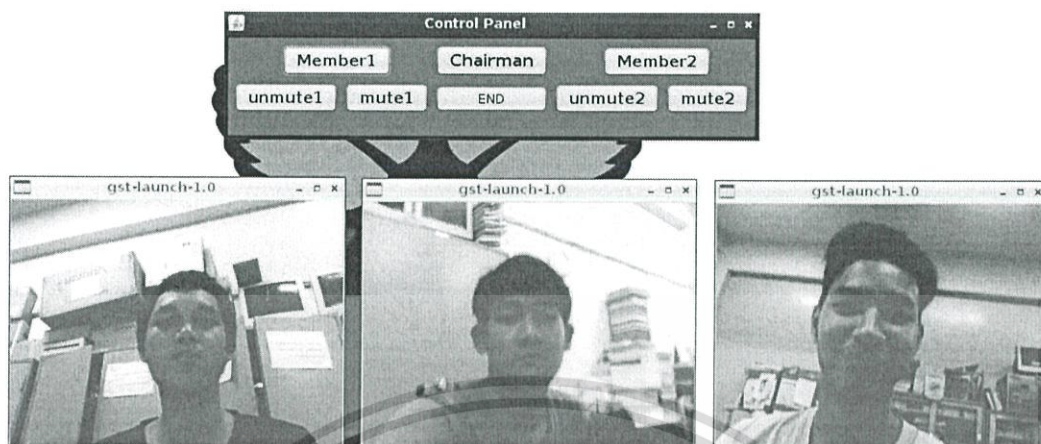 Control Panel
Member1 Chairman Member2
unmute1 mute1 END unmute2 mute2
gst-launch-1.0 gst-launch-1.0 gst-launch-1.0